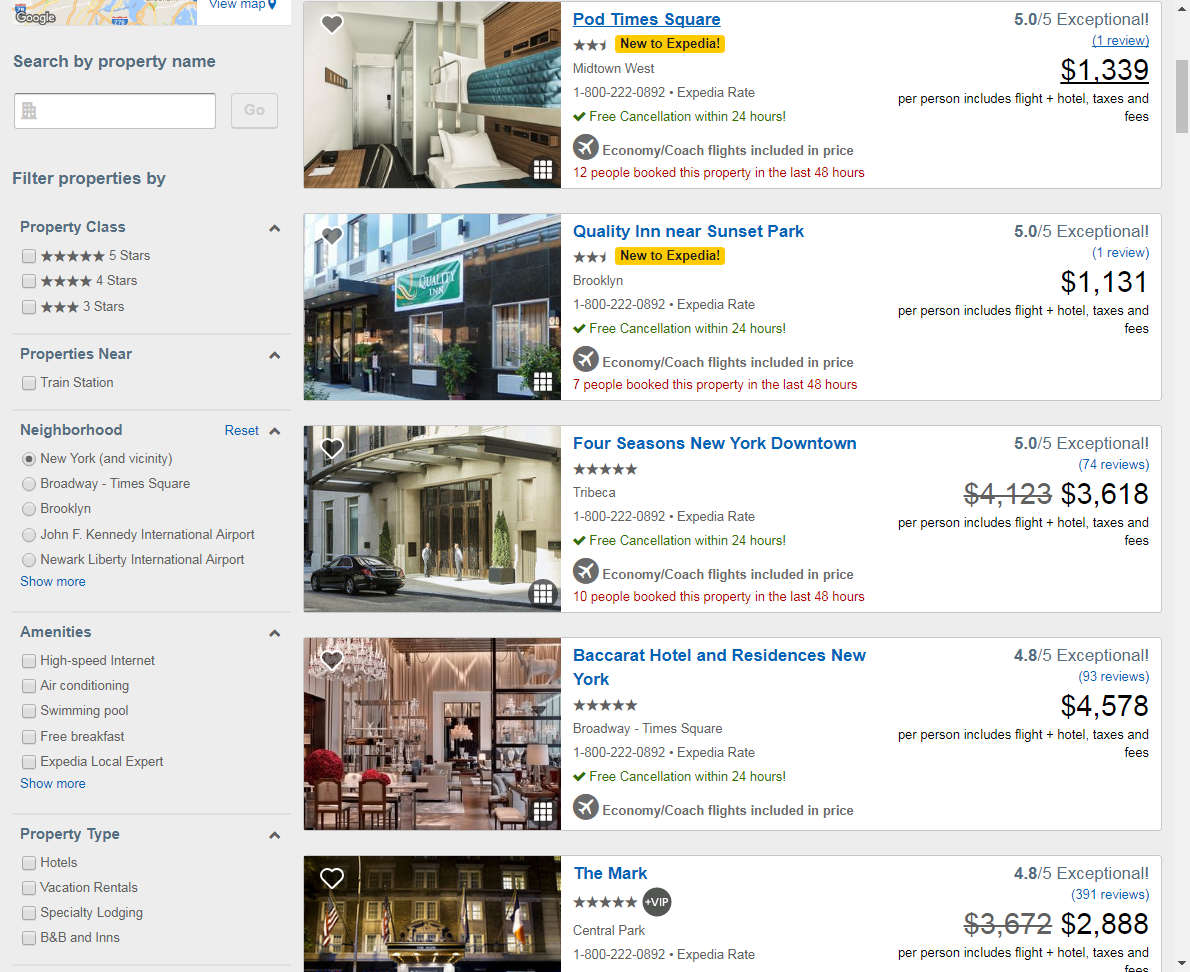 Google
View map
Search by property name
Go
Filter properties by
Property Class
5 Stars
4 Stars
3 Stars
Properties Near
Train Station
Neighborhood
Reset
New York (and vicinity)
Broadway - Times Square
Brooklyn
John F. Kennedy International Airport
Newark Liberty International Airport
Show more
Amenities
High-speed Internet
Air conditioning
Swimming pool
Free breakfast
Expedia Local Expert
Show more
Property Type
Hotels
Vacation Rentals
Specialty Lodging
B&B and Inns
Pod Times Square
New to Expedia!
Midtown West
1-800-222-0892 • Expedia Rate
Free Cancellation within 24 hours!
Economy/Coach flights included in price
12 people booked this property in the last 48 hours
5.0/5 Exceptional!
(1 review)
$1,339
per person includes flight + hotel, taxes and
fees
QUALITY
INN
Quality Inn near Sunset Park
New to Expedia!
Brooklyn
1-800-222-0892 • Expedia Rate
Free Cancellation within 24 hours!
Economy/Coach flights included in price
7 people booked this property in the last 48 hours
5.0/5 Exceptional!
(1 review)
$1,131
per person includes flight + hotel, taxes and
fees
Four Seasons New York Downtown
Tribeca
1-800-222-0892 • Expedia Rate
Free Cancellation within 24 hours!
Economy/Coach flights included in price
10 people booked this property in the last 48 hours
5.0/5 Exceptional!
(74 reviews)
$4,123 $3,618
per person includes flight + hotel, taxes and
fees
Baccarat Hotel and Residences New
York
Broadway - Times Square
1-800-222-0892 • Expedia Rate
Free Cancellation within 24 hours!
Economy/Coach flights included in price
4.8/5 Exceptional!
(93 reviews)
$4,578
per person includes flight + hotel, taxes and
fees
The Mark
+VIP
Central Park
1-800-222-0892 • Expedia Rate
4.8/5 Exceptional!
(391 reviews)
$3,672 $2,888
per person includes flight + hotel, taxes and
fees